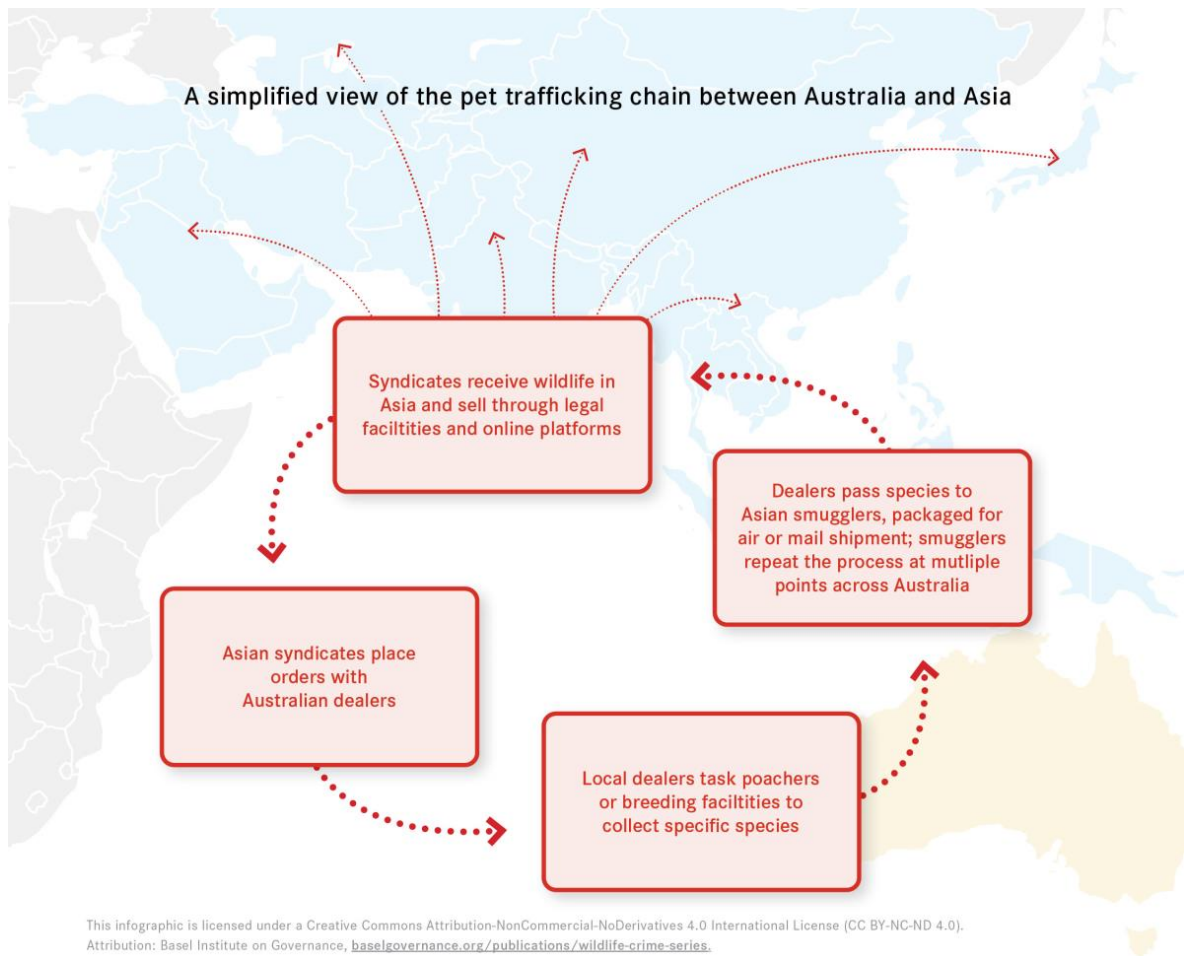 A simplified view of the pet trafficking chain between Australia and Asia
Syndicates receive wildlife in
Asia and sell through legal
faciltities and online platforms
Dealers pass species to
Asian smugglers, packaged for
air or mail shipment; smugglers
repeat the process at mutliple
points across Australia
Asian syndicates place
orders with
Australian dealers
Local dealers task poachers
or breeding faciltities to
collect specific species
This infographic is licensed under a Creative Commons Attribution-NonCommercial-NoDerivatives 4.0 International License (CC BY-NC-ND 4.0).
Attribution: Basel Institute on Governance, baselgovernance.org/publications/wildlife-crime-series.